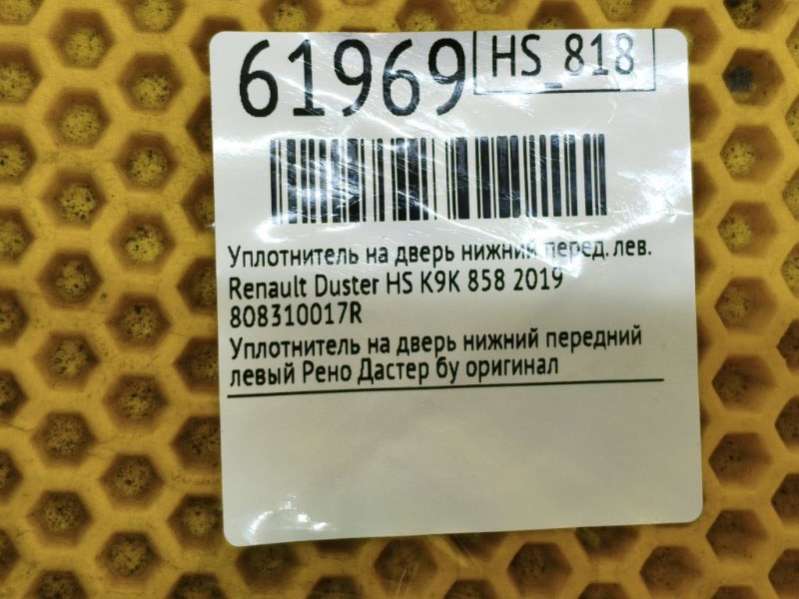 61969
HS_818
Уплотнитель на дверь нижний перед. лев.
Renault Duster HS K9K 858 2019
808310017R
Уплотнитель на дверь нижний передний
левый Рено Дастер бу оригинал